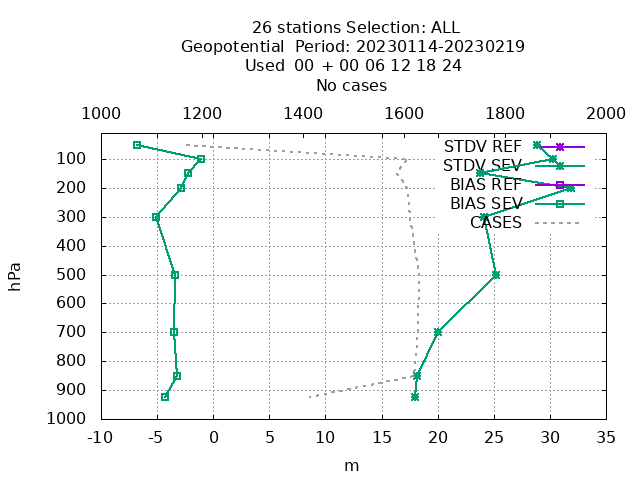 26 stations Selection: ALL
Geopotential  Period: 20230114-20230219
Used  00 + 00 06 12 18 24
No cases
1000 1200 1400 1600 1800 2000
STDV REF
STDV SEV
BIAS REF
BIAS SEV
CASES
100
200
300
400
500
600
700
800
900
1000
hPa
-10 -5 0 5 10 15 20 25 30 35
m